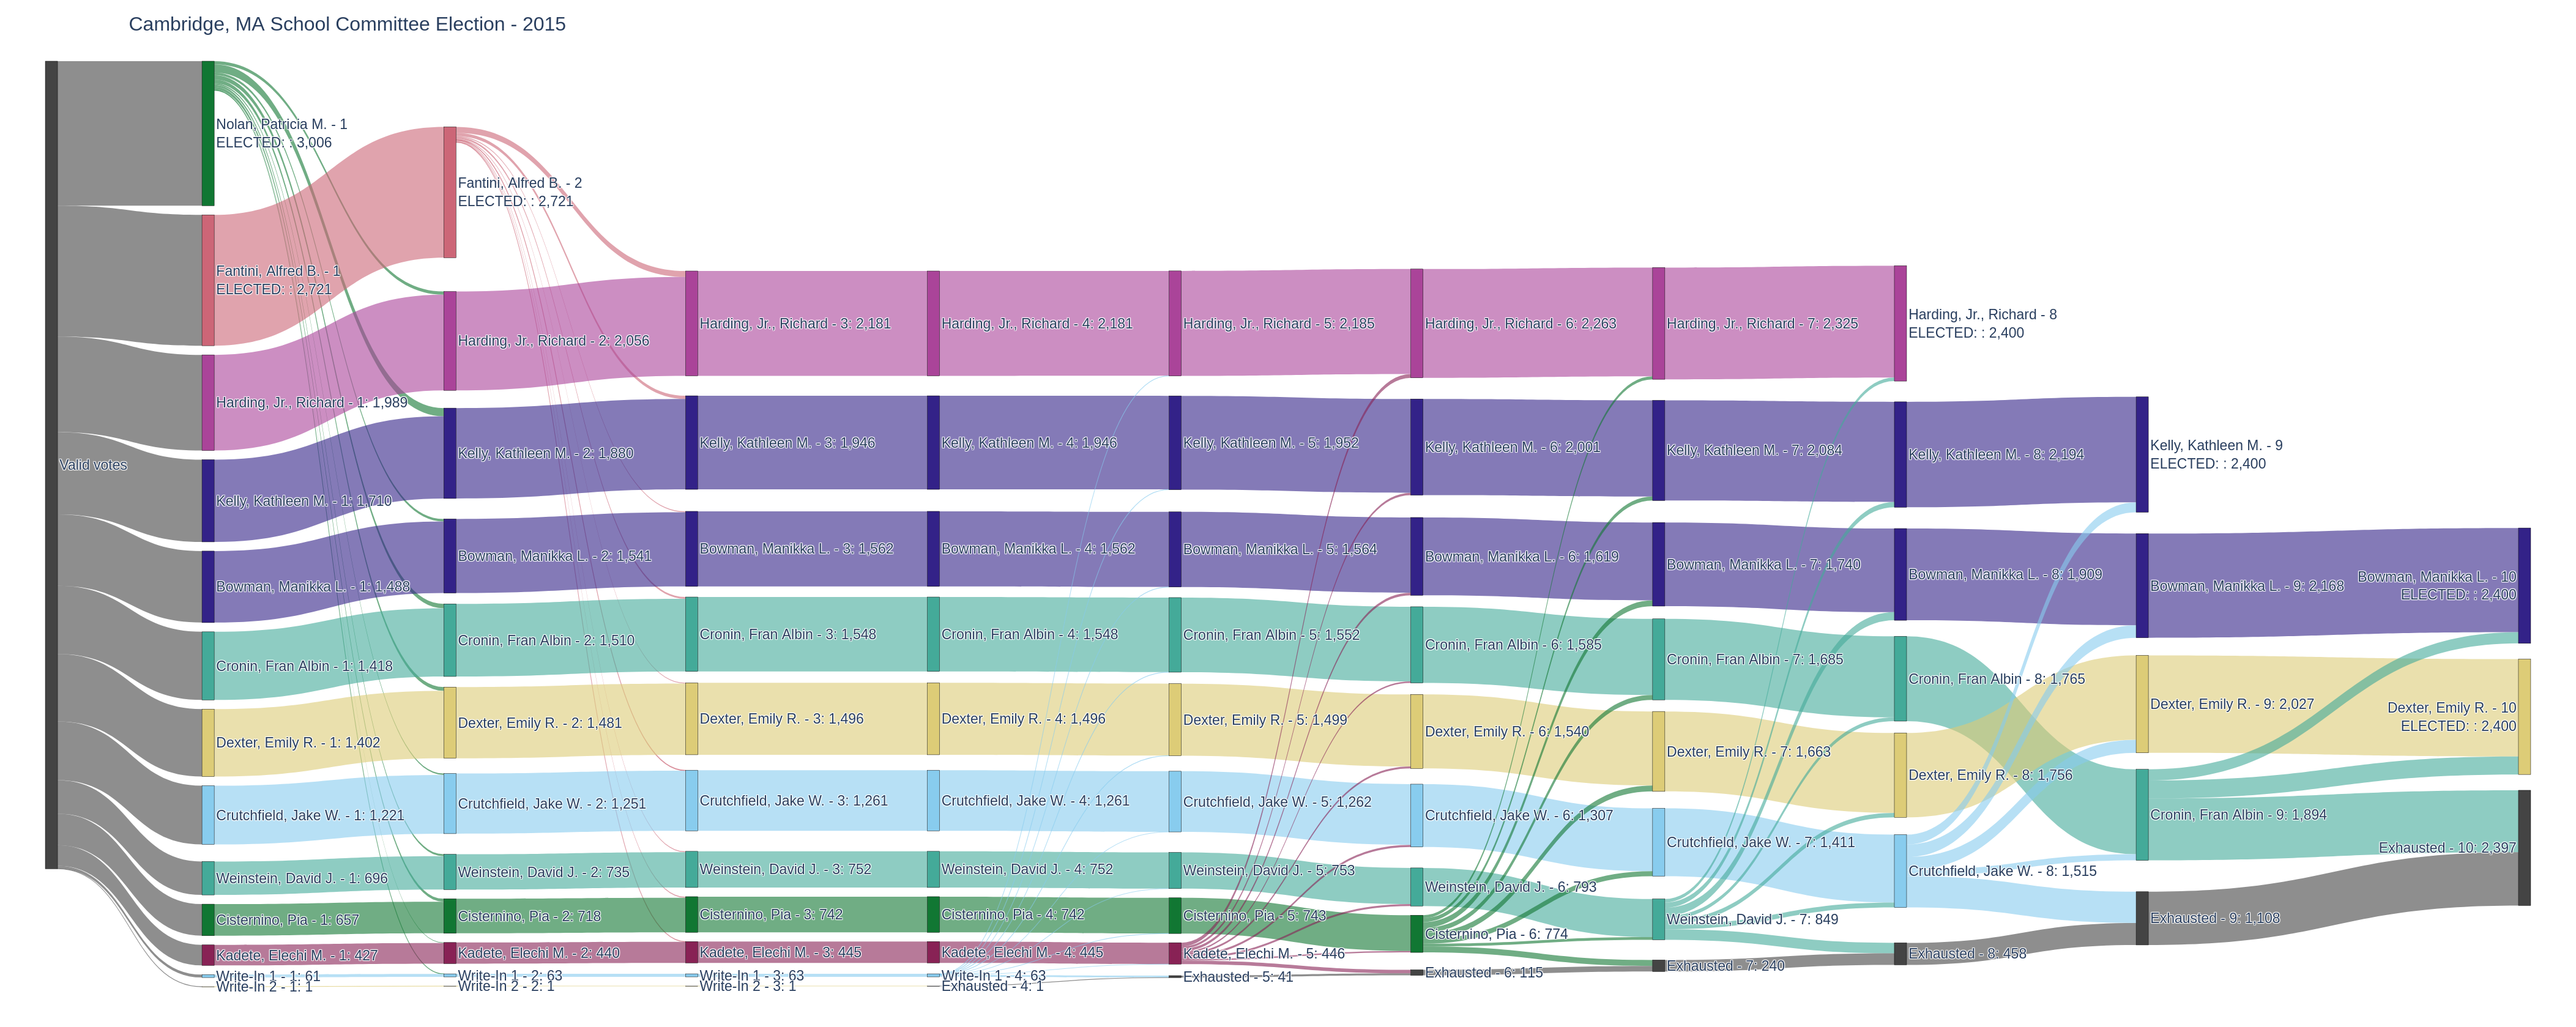 Cambridge, MA School Committee Election - 2015
Valid votes
Nolan, Patricia M. - 1
ELECTED: : 3,006
Fantini, Alfred B. - 1
ELECTED: : 2,721
Harding, Jr., Richard - 1: 1,989
Kelly, Kathleen M. - 1: 1,710
Bowman, Manikka L. - 1: 1,488
Cronin, Fran Albin - 1: 1,418
Dexter, Emily R. - 1: 1,402
Crutchfield, Jake W. - 1: 1,221
Weinstein, David J. - 1: 696
Cisternino, Pia - 1: 657
Kadete, Elechi M. - 1: 427
Write-In 1 - 1: 61
Write-In 2 - 1: 1
Fantini, Alfred B. - 2
ELECTED: : 2,721
Harding, Jr., Richard - 2: 2,056
Kelly, Kathleen M. - 2: 1,880
Bowman, Manikka L. - 2: 1,541
Cronin, Fran Albin - 2: 1,510
Dexter, Emily R. - 2: 1,481
Crutchfield, Jake W. - 2: 1,251
Weinstein, David J. - 2: 735
Cisternino, Pia - 2: 718
Kadete, Elechi M. - 2: 440
Write-In 1 - 2: 63
Write-In 2 - 2: 1
Harding, Jr., Richard - 3: 2,181
Kelly, Kathleen M. - 3: 1,946
Bowman, Manikka L. - 3: 1,562
Cronin, Fran Albin - 3: 1,548
Dexter, Emily R. - 3: 1,496
Crutchfield, Jake W. - 3: 1,261
Weinstein, David J. - 3: 752
Cisternino, Pia - 3: 742
Kadete, Elechi M. - 3: 445
Write-In 1 - 3: 63
Write-In 2 - 3: 1
Harding, Jr., Richard - 4: 2,181
Kelly, Kathleen M. - 4: 1,946
Bowman, Manikka L. - 4: 1,562
Cronin, Fran Albin - 4: 1,548
Dexter, Emily R. - 4: 1,496
Crutchfield, Jake W. - 4: 1,261
Weinstein, David J. - 4: 752
Cisternino, Pia - 4: 742
Kadete, Elechi M. - 4: 445
Write-In 1 - 4: 63
Exhausted - 4: 1
Harding, Jr., Richard - 5: 2,185
Kelly, Kathleen M. - 5: 1,952
Bowman, Manikka L. - 5: 1,564
Cronin, Fran Albin - 5: 1,552
Dexter, Emily R. - 5: 1,499
Crutchfield, Jake W. - 5: 1,262
Weinstein, David J. - 5: 753
Cisternino, Pia - 5: 743
Kadete, Elechi M. - 5: 446
Exhausted - 5: 41
Harding, Jr., Richard - 6: 2,263
Kelly, Kathleen M. - 6: 2,001
Bowman, Manikka L. - 6: 1,619
Cronin, Fran Albin - 6: 1,585
Dexter, Emily R. - 6: 1,540
Crutchfield, Jake W. - 6: 1,307
Weinstein, David J. - 6: 793
Cisternino, Pia - 6: 774
Exhausted - 6: 115
Harding, Jr., Richard - 7: 2,325
Kelly, Kathleen M. - 7: 2,084
Bowman, Manikka L. - 7: 1,740
Cronin, Fran Albin - 7: 1,685
Dexter, Emily R. - 7: 1,663
Crutchfield, Jake W. - 7: 1,411
Weinstein, David J. - 7: 849
Exhausted - 7: 240
Harding, Jr., Richard - 8
ELECTED: : 2,400
Kelly, Kathleen M. - 8: 2,194
Bowman, Manikka L. - 8: 1,909
Cronin, Fran Albin - 8: 1,765
Dexter, Emily R. - 8: 1,756
Crutchfield, Jake W. - 8: 1,515
Exhausted - 8: 458
Kelly, Kathleen M. - 9
ELECTED: : 2,400
Bowman, Manikka L. - 9: 2,168
Dexter, Emily R. - 9: 2,027
Cronin, Fran Albin - 9: 1,894
Exhausted - 9: 1,108
Bowman, Manikka L. - 10
ELECTED: : 2,400
Dexter, Emily R. - 10
ELECTED: : 2,400
Exhausted - 10: 2,397